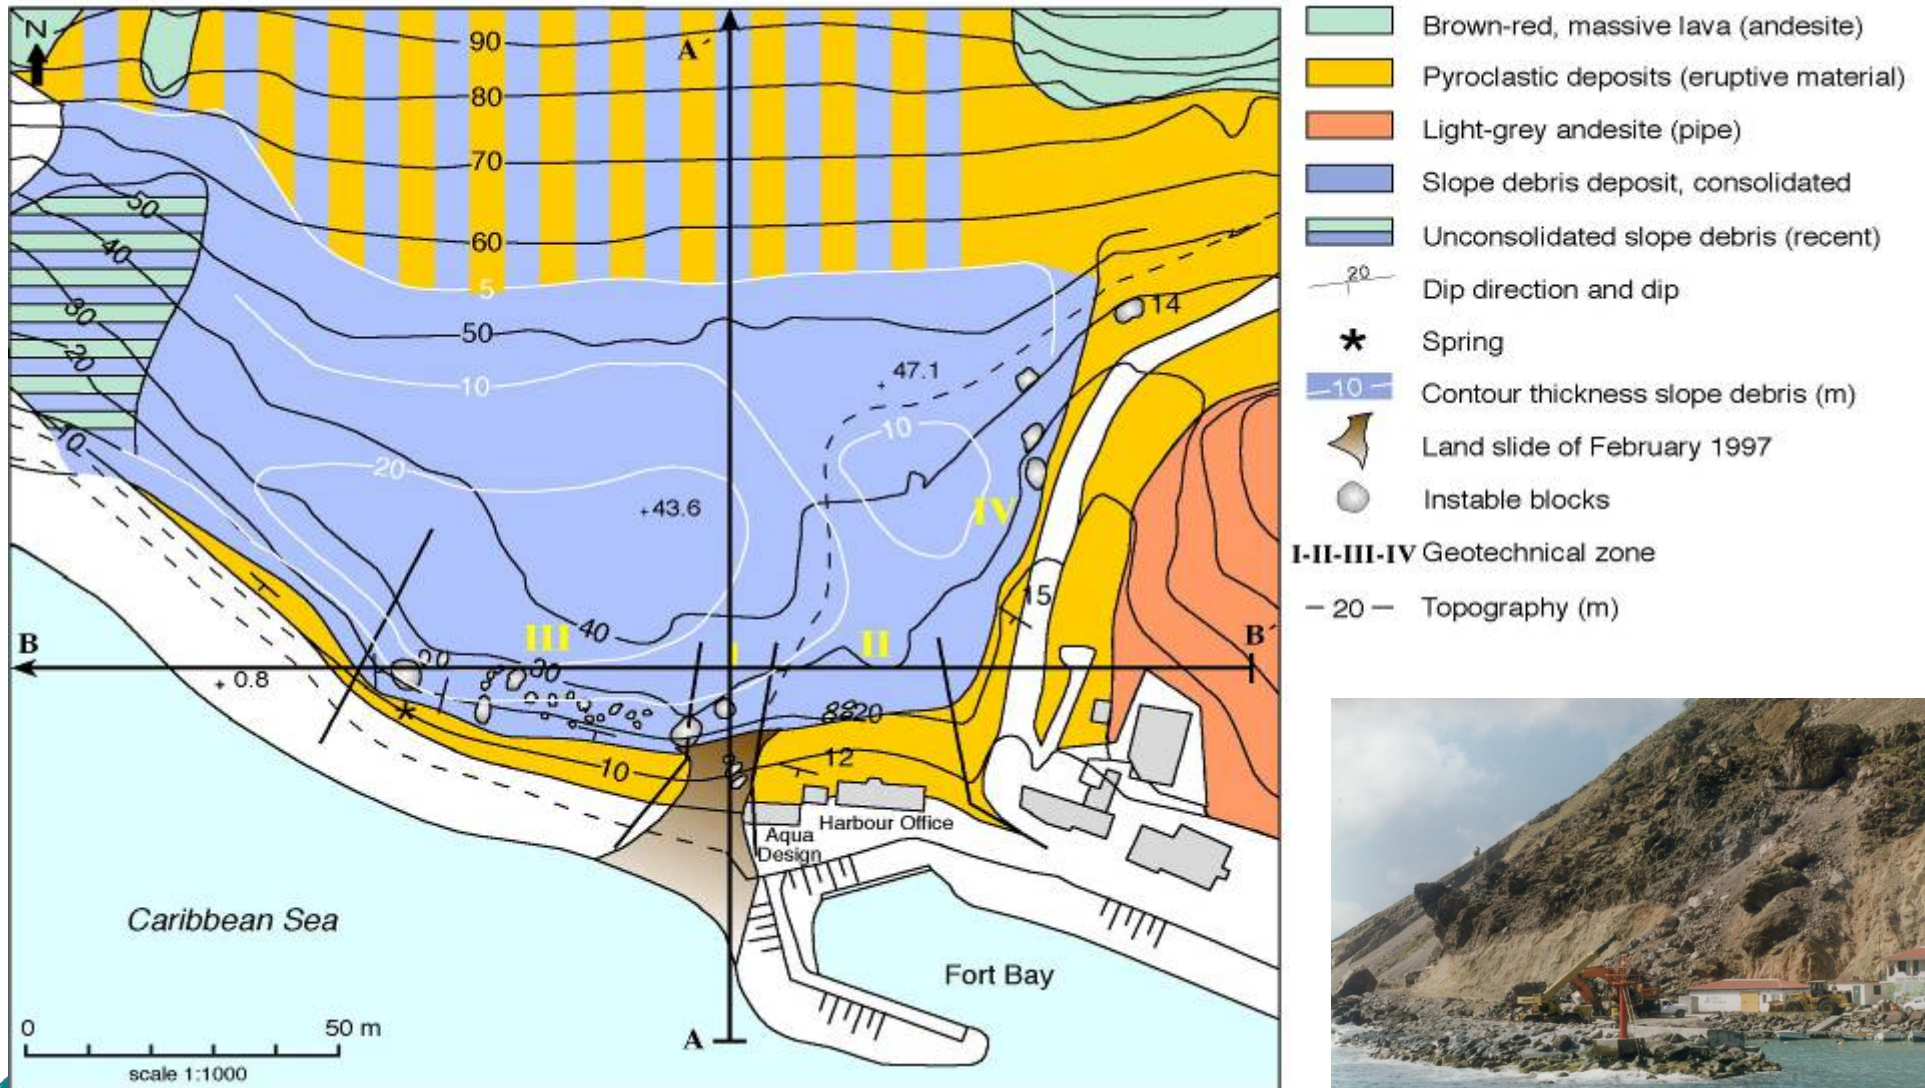 N
A´
90
80
70
60
50
5
50
40
30
20
10
10
10
20
47.1
43.6
14
15
IV
III
I
II
40
30
B
B´
0.8
20
10
12
Harbour Office
Aqua
Design
Caribbean Sea
Fort Bay
A
0
50 m
scale 1:1000
Brown-red, massive lava (andesite)
Pyroclastic deposits (eruptive material)
Light-grey andesite (pipe)
Slope debris deposit, consolidated
Unconsolidated slope debris (recent)
20
Dip direction and dip
Spring
10
Contour thickness slope debris (m)
Land slide of February 1997
Instable blocks
I-II-III-IV Geotechnical zone
– 20 – Topography (m)